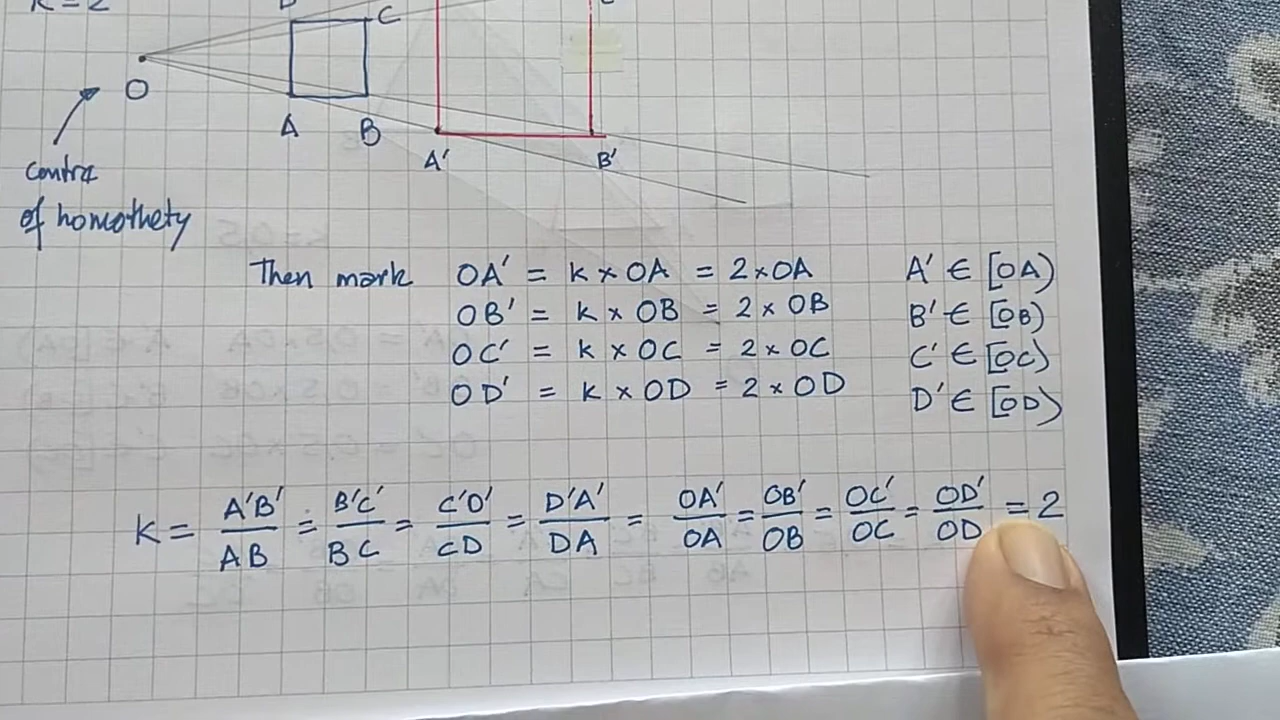 K = 2
D C
O
A B
A' B'
centre
of homothety
Then mark OA' = k × OA = 2×OA A' ∈ [OA)
OB' = k × OB = 2 × OB B' ∈ [OB)
OC' = k × OC = 2 × OC C' ∈ [OC)
OD' = k × OD = 2 × OD D' ∈ [OD)
K = A'B'/AB = B'C'/BC = C'D'/CD = D'A'/DA = OA'/OA = OB'/OB = OC'/OC = OD'/OD = 2